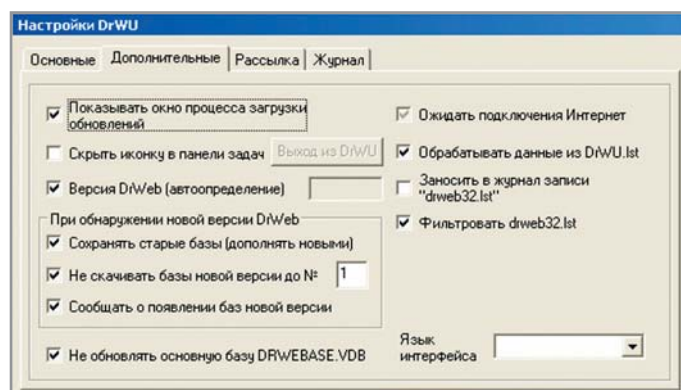 Настройки DrWU
Основные Дополнительные Рассылка Журнал
Показывать окно процесса загрузки
обновлений
Скрыть иконку в панели задач Выход из DrWU
Версия DrWeb (автоопределение)
При обнаружении новой версии DrWeb
Сохранять старые базы (дополнять новыми)
Не скачивать базы новой версии до № 1
Сообщать о появлении баз новой версии
Не обновлять основную базу DRWEBASE.VDB
Ожидать подключения Интернет
Обрабатывать данные из DrWU.lst
Заносить в журнал записи
"drweb32.lst"
Фильтровать drweb32.lst
Язык
интерфейса